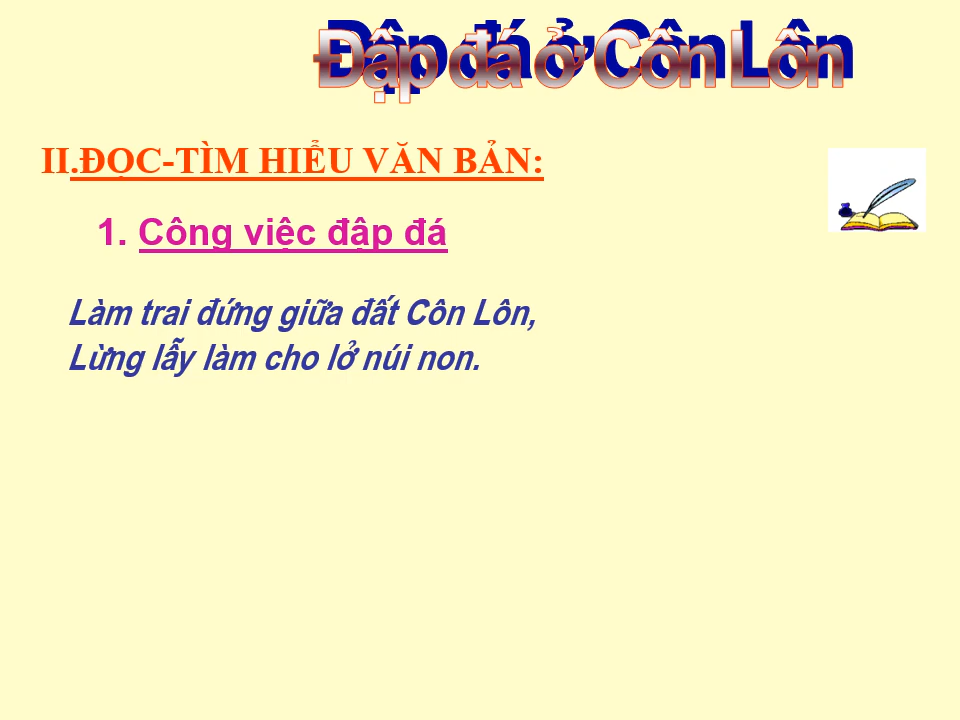 Đập đá ở Côn Lôn
II.ĐỌC-TÌM HIỂU VĂN BẢN:
1. Công việc đập đá
Làm trai đứng giữa đất Côn Lôn,
Lừng lẫy làm cho lở núi non.